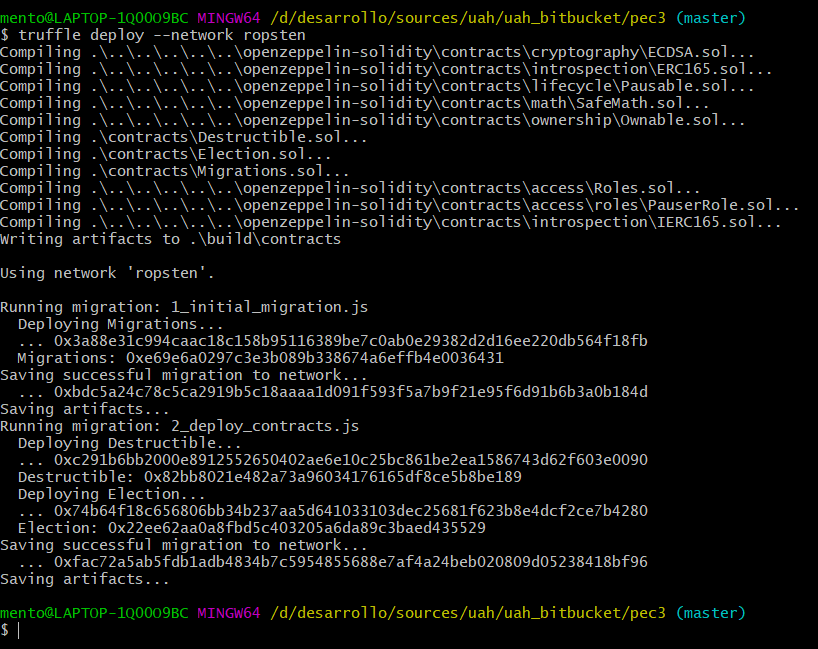 mento@LAPTOP-1Q0OO9BC MINGW64 /d/desarrollo/sources/uah/uah_bitbucket/pec3 (master)
$ truffle deploy --network ropsten
Compiling .\..\..\..\..\..\openzeppelin-solidity\contracts\cryptography\ECDSA.sol...
Compiling .\..\..\..\..\..\openzeppelin-solidity\contracts\introspection\ERC165.sol...
Compiling .\..\..\..\..\..\openzeppelin-solidity\contracts\lifecycle\Pausable.sol...
Compiling .\..\..\..\..\..\openzeppelin-solidity\contracts\math\SafeMath.sol...
Compiling .\..\..\..\..\..\openzeppelin-solidity\contracts\ownership\Ownable.sol...
Compiling .\contracts\Destructible.sol...
Compiling .\contracts\Election.sol...
Compiling .\contracts\Migrations.sol...
Compiling .\..\..\..\..\..\openzeppelin-solidity\contracts\access\Roles.sol...
Compiling .\..\..\..\..\..\openzeppelin-solidity\contracts\access\roles\PauserRole.sol...
Compiling .\..\..\..\..\..\openzeppelin-solidity\contracts\introspection\IERC165.sol...
Writing artifacts to .\build\contracts
Using network 'ropsten'.
Running migration: 1_initial_migration.js
Deploying Migrations...
... 0x3a88e31c994caac18c158b95116389be7c0ab0e29382d2d16ee220db564f18fb
Migrations: 0xe69e6a0297c3e3b089b338674a6effb4e0036431
Saving successful migration to network...
... 0xbdc5a24c78c5ca2919b5c18aaaa1d091f593f5a7b9f21e95f6d91b6b3a0b184d
Saving artifacts...
Running migration: 2_deploy_contracts.js
Deploying Destructible...
... 0xc291b6bb2000e8912552650402ae6e10c25bc861be2ea1586743d62f603e0090
Destructible: 0x82bb8021e482a73a96034176165df8ce5b8be189
Deploying Election...
... 0x74b64f18c656806bb34b237aa5d641033103dec25681f623b8e4dcf2ce7b4280
Election: 0x22ee62aa0a8fbd5c403205a6da89c3baed435529
Saving successful migration to network...
... 0xfac72a5ab5fdb1adb4834b7c5954855688e7af4a24beb020809d05238418bf96
Saving artifacts...
mento@LAPTOP-1Q0OO9BC MINGW64 /d/desarrollo/sources/uah/uah_bitbucket/pec3 (master)
$